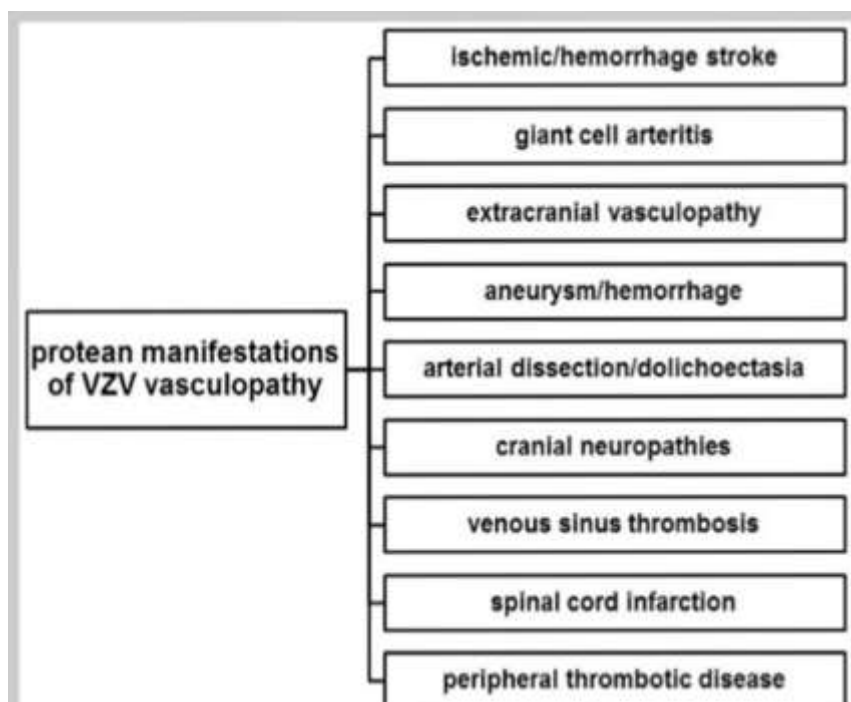 ischemic/hemorrhage stroke
giant cell arteritis
extracranial vasculopathy
aneurysm/hemorrhage
protean manifestations
of VZV vasculopathy
arterial dissection/dolichoectasia
cranial neuropathies
venous sinus thrombosis
spinal cord infarction
peripheral thrombotic disease